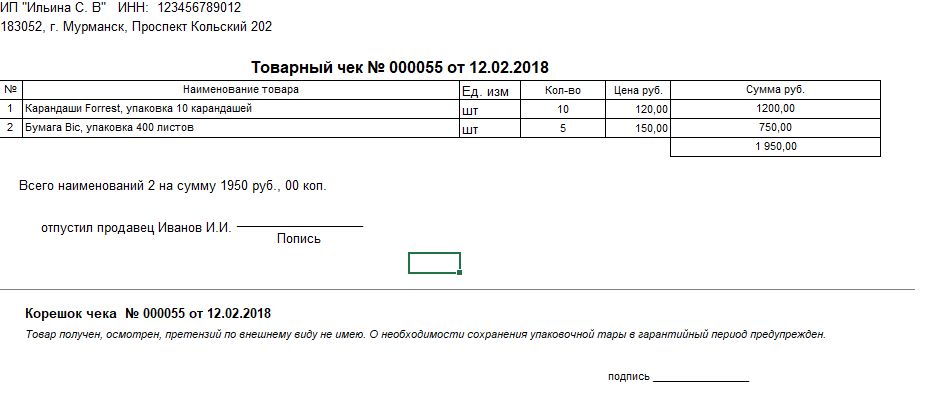 ИП "Ильина С. В"   ИНН:  123456789012
183052, г. Мурманск, Проспект Кольский 202
Товарный чек № 000055 от 12.02.2018
№ Наименование товара Ед. изм Кол-во Цена руб. Сумма руб.
1 Карандаши Forrest, упаковка 10 карандашей шт 10 120,00 1200,00
2 Бумага Bic, упаковка 400 листов шт 5 150,00 750,00
1 950,00
Всего наименований 2 на сумму 1950 руб., 00 коп.
отпустил продавец Иванов И.И.
Попись
Корешок чека  № 000055 от 12.02.2018
Товар получен, осмотрен, претензий по внешнему виду не имею. О необходимости сохранения упаковочной тары в гарантийный период предупрежден.
подпись